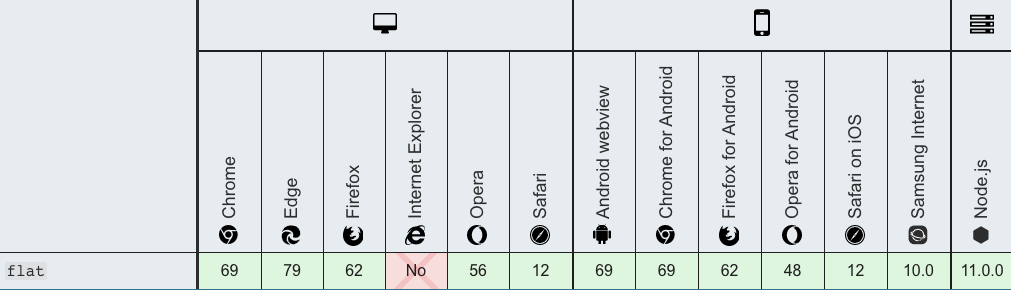 Chrome
Edge
Firefox
Internet Explorer
Opera
Safari
Android webview
Chrome for Android
Firefox for Android
Opera for Android
Safari on iOS
Samsung Internet
Node.js
flat 69 79 62 No 56 12 69 69 62 48 12 10.0 11.0.0